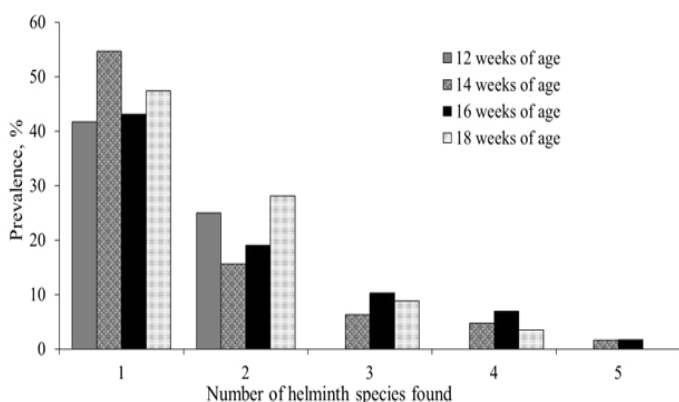 60
50
40
30
20
10
0
Prevalence, %
12 weeks of age
14 weeks of age
16 weeks of age
18 weeks of age
1 2 3 4 5
Number of helminth species found